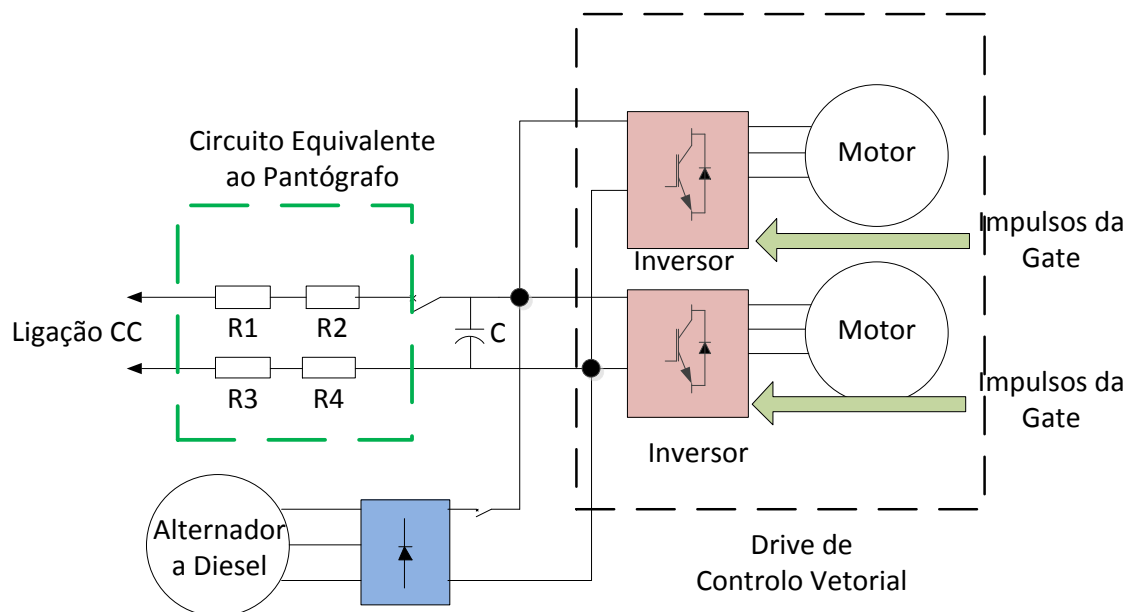 Circuito Equivalente
ao Pantógrafo
Motor
Impulsos da
Gate
Inversor
Ligação CC
R1
R2
C
R3
R4
Motor
Impulsos da
Gate
Inversor
Alternador
a Diesel
Drive de
Controlo Vetorial